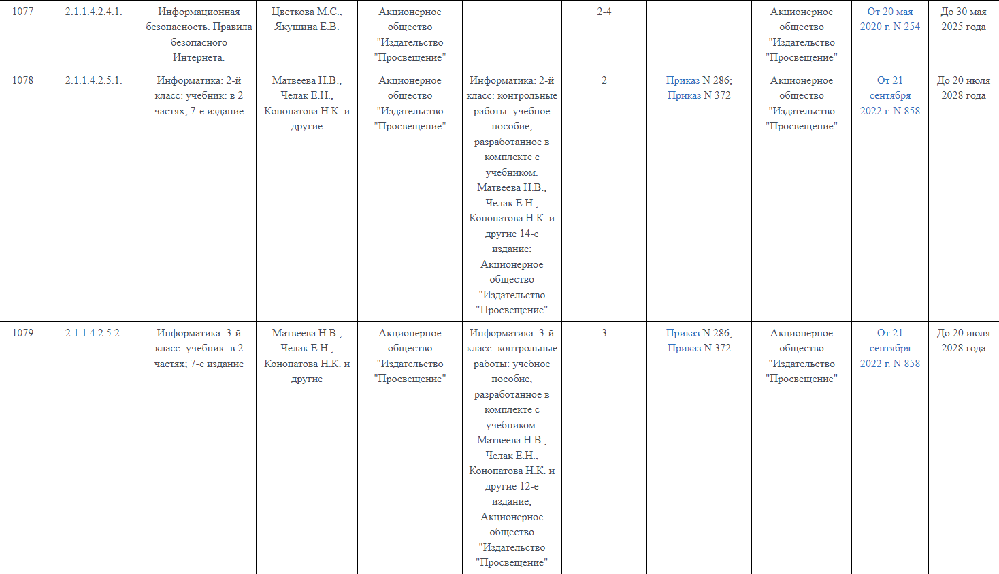 1077
2.1.1.4.2.4.1.
Информационная
безопасность. Правила
безопасного
Интернета.
Цветкова М.С.,
Якушина Е.В.
Акционерное
общество
"Издательство
"Просвещение"
2-4
Акционерное
общество
"Издательство
"Просвещение"
От 20 мая
2020 г. N 254
До 30 мая
2025 года
1078
2.1.1.4.2.5.1.
Информатика: 2-й
класс: учебник: в 2
частях; 7-е издание
Матвеева Н.В.,
Челак Е.Н.,
Конопатова Н.К. и
другие
Акционерное
общество
"Издательство
"Просвещение"
Информатика: 2-й
класс: контрольные
работы: учебное
пособие,
разработанное в
комплекте с
учебником.
Матвеева Н.В.,
Челак Е.Н.,
Конопатова Н.К. и
другие 14-е
издание;
Акционерное
общество
"Издательство
"Просвещение"
2
Приказ N 286;
Приказ N 372
Акционерное
общество
"Издательство
"Просвещение"
От 21
сентября
2022 г. N 858
До 20 июля
2028 года
1079
2.1.1.4.2.5.2.
Информатика: 3-й
класс: учебник: в 2
частях; 7-е издание
Матвеева Н.В.,
Челак Е.Н.,
Конопатова Н.К. и
другие
Акционерное
общество
"Издательство
"Просвещение"
Информатика: 3-й
класс: контрольные
работы: учебное
пособие,
разработанное в
комплекте с
учебником.
Матвеева Н.В.,
Челак Е.Н.,
Конопатова Н.К. и
другие 12-е
издание;
Акционерное
общество
"Издательство
"Просвещение"
3
Приказ N 286;
Приказ N 372
Акционерное
общество
"Издательство
"Просвещение"
От 21
сентября
2022 г. N 858
До 20 июля
2028 года